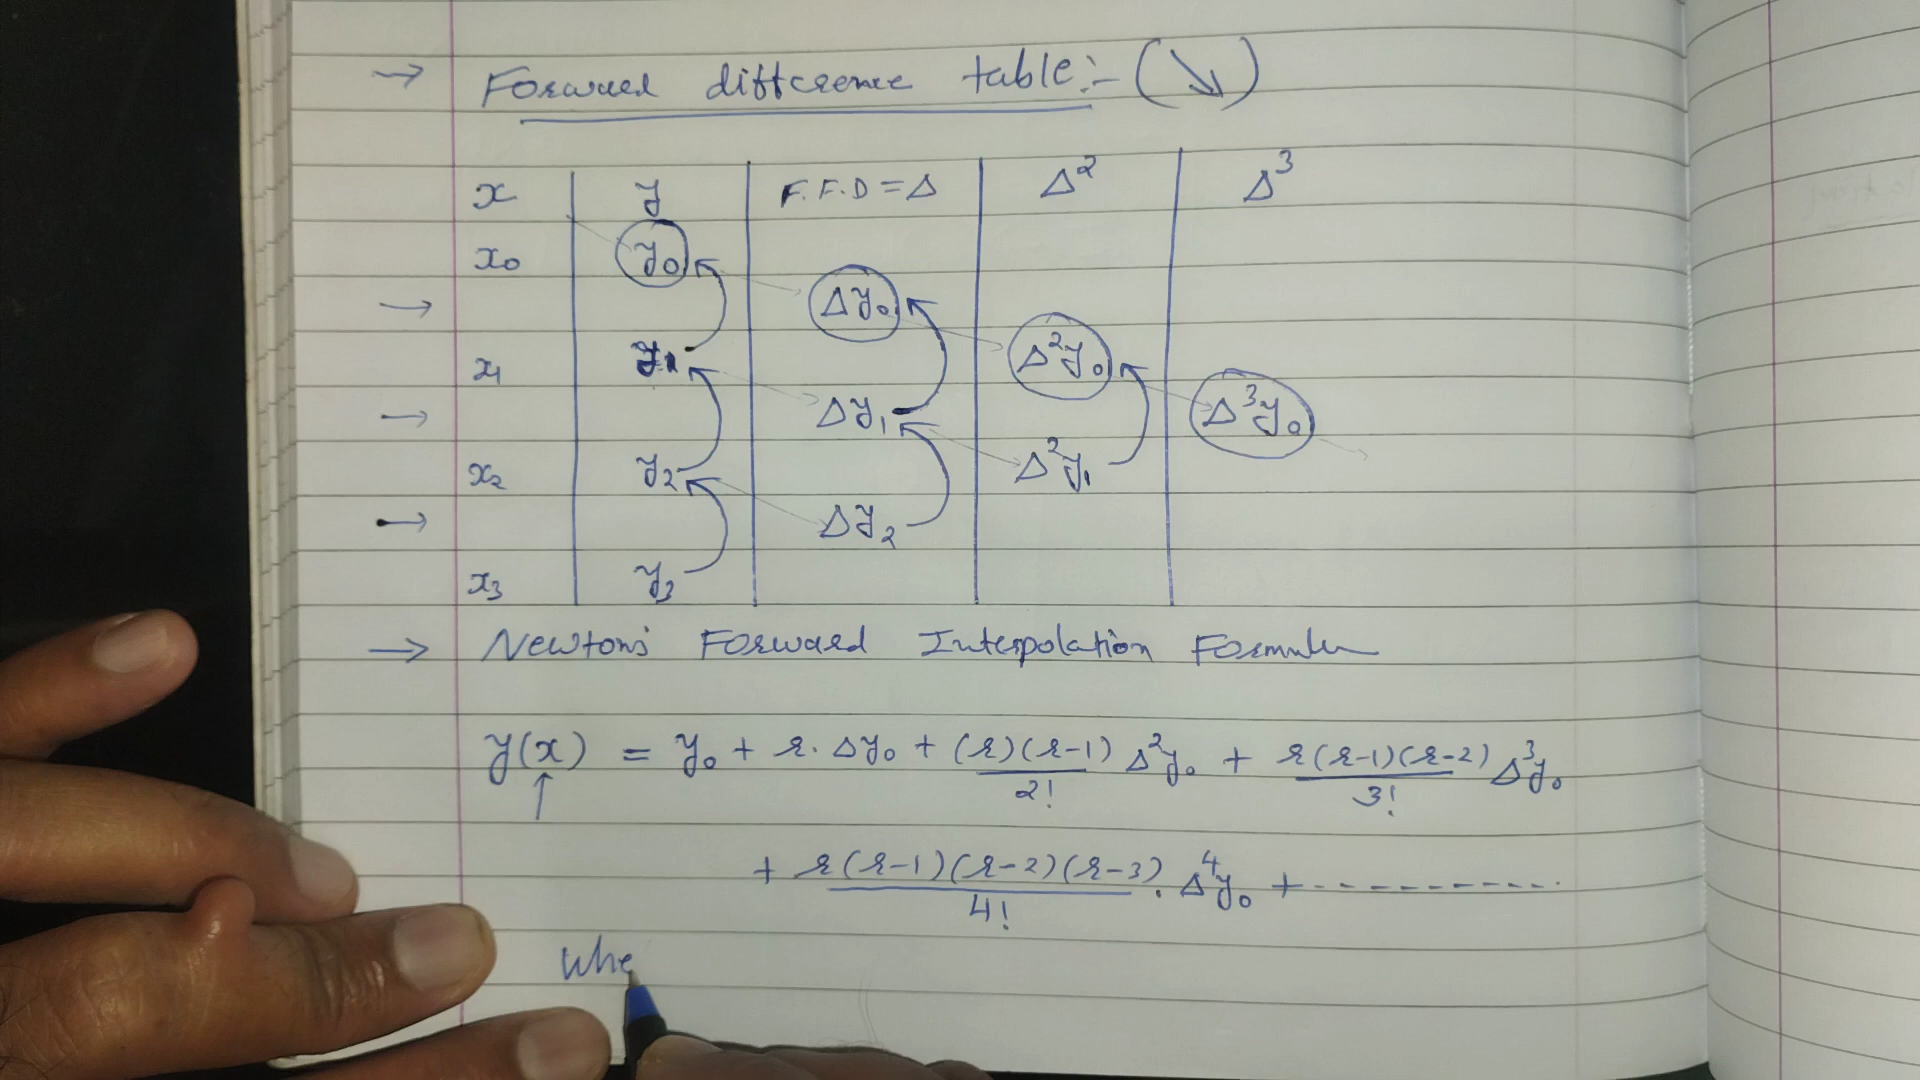 → Forward difference table:- (↘)
x y F.F.D = Δ Δ² Δ³
x₀ y₀
→ Δy₀
x₁ y₁ Δ²y₀
→ Δy₁ Δ³y₀
x₂ y₂ Δ²y₁
→ Δy₂
x₃ y₃
→ Newton's Forward Interpolation Formula
y(x) = y₀ + r. Δy₀ + (r)(r-1)/2! Δ²y₀ + r(r-1)(r-2)/3! Δ³y₀
+ r(r-1)(r-2)(r-3)/4! . Δ⁴y₀ + ----------
Whe